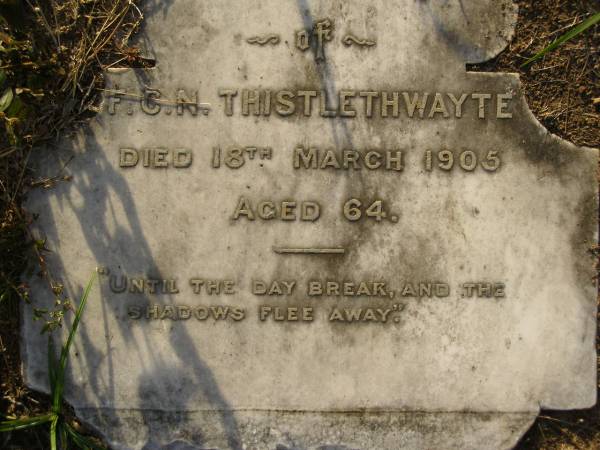 of
F.C.N. THISTLETHWAYTE
DIED 18TH MARCH 1905
AGED 64.
"UNTIL THE DAY BREAK, AND THE
SHADOWS FLEE AWAY."